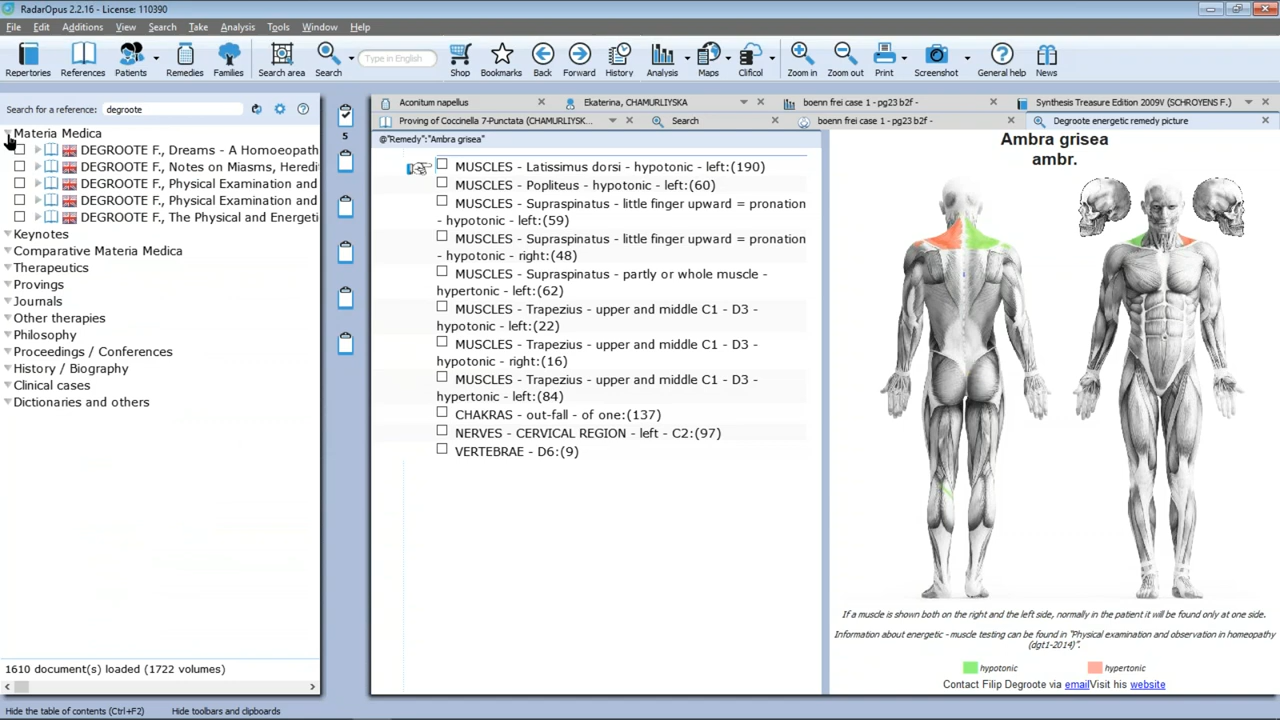 RadarOpus 2.2.16 - License: 110390
File Edit Additions View Search Take Analysis Tools Window Help
Repertories References Patients Remedies Families Search area Search Type in English Shop Bookmarks Back Forward History Analysis Maps Clificol Zoom in Zoom out Print Screenshot General help News
Search for a reference: degroote
Materia Medica
DEGROOTE F., Dreams - A Homoeopath
DEGROOTE F., Notes on Miasms, Heredit
DEGROOTE F., Physical Examination and
DEGROOTE F., Physical Examination and
DEGROOTE F., The Physical and Energeti
Keynotes
Comparative Materia Medica
Therapeutics
Provings
Journals
Other therapies
Philosophy
Proceedings / Conferences
History / Biography
Clinical cases
Dictionaries and others
1610 document(s) loaded (1722 volumes)
5
Aconitum napellus
Ekaterina, CHAMURLIYSKA
boenn frei case 1 - pg23 b2f -
Synthesis Treasure Edition 2009V (SCHROYENS F.)
Proving of Coccinella 7-Punctata (CHAMURLIYSK...
Search
boenn frei case 1 - pg23 b2f -
Degroote energetic remedy picture
@"Remedy":"Ambra grisea"
MUSCLES - Latissimus dorsi - hypotonic - left:(190)
MUSCLES - Popliteus - hypotonic - left:(60)
MUSCLES - Supraspinatus - little finger upward = pronation
- hypotonic - left:(59)
MUSCLES - Supraspinatus - little finger upward = pronation
- hypotonic - right:(48)
MUSCLES - Supraspinatus - partly or whole muscle -
hypertonic - left:(62)
MUSCLES - Trapezius - upper and middle C1 - D3 -
hypotonic - left:(22)
MUSCLES - Trapezius - upper and middle C1 - D3 -
hypotonic - right:(16)
MUSCLES - Trapezius - upper and middle C1 - D3 -
hypertonic - left:(84)
CHAKRAS - out-fall - of one:(137)
NERVES - CERVICAL REGION - left - C2:(97)
VERTEBRAE - D6:(9)
Ambra grisea
ambr.
If a muscle is shown both on the right and the left side, normally in the patient it will be found only at one side.
Information about energetic - muscle testing can be found in "Physical examination and observation in homeopathy
(dgt1-2014)".
hypotonic hypertonic
Contact Filip Degroote via emailVisit his website
Hide the table of contents (Ctrl+F2) Hide toolbars and clipboards